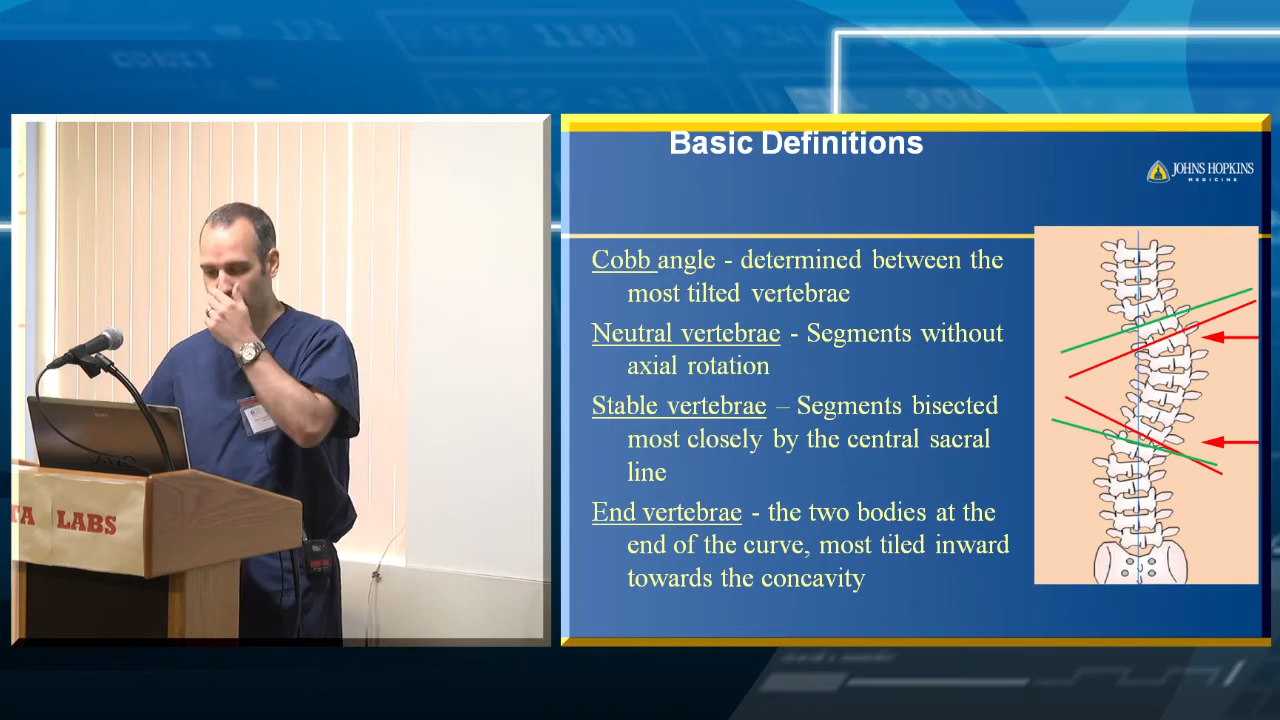 Basic Definitions
JOHNS HOPKINS
MEDICINE
Cobb angle - determined between the
most tilted vertebrae
Neutral vertebrae - Segments without
axial rotation
Stable vertebrae – Segments bisected
most closely by the central sacral
line
End vertebrae - the two bodies at the
end of the curve, most tiled inward
towards the concavity
TA LABS